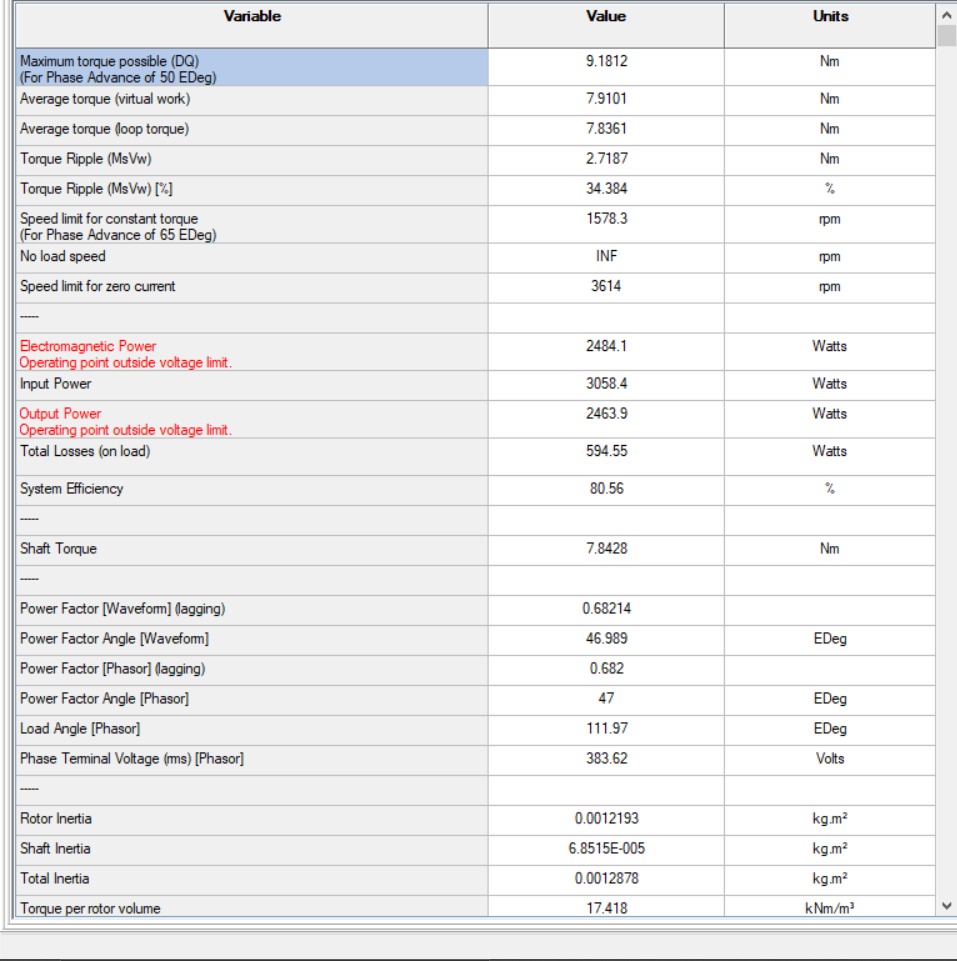 Variable Value Units
Maximum torque possible (DQ) 9.1812 Nm
(For Phase Advance of 50 EDeg)
Average torque (virtual work) 7.9101 Nm
Average torque (loop torque) 7.8361 Nm
Torque Ripple (MsVw) 2.7187 Nm
Torque Ripple (MsVw) [%] 34.384 %
Speed limit for constant torque 1578.3 rpm
(For Phase Advance of 65 EDeg)
No load speed INF rpm
Speed limit for zero current 3614 rpm
-----
Electromagnetic Power 2484.1 Watts
Operating point outside voltage limit.
Input Power 3058.4 Watts
Output Power 2463.9 Watts
Operating point outside voltage limit.
Total Losses (on load) 594.55 Watts
System Efficiency 80.56 %
-----
Shaft Torque 7.8428 Nm
-----
Power Factor [Waveform] (lagging) 0.68214
Power Factor Angle [Waveform] 46.989 EDeg
Power Factor [Phasor] (lagging) 0.682
Power Factor Angle [Phasor] 47 EDeg
Load Angle [Phasor] 111.97 EDeg
Phase Terminal Voltage (rms) [Phasor] 383.62 Volts
-----
Rotor Inertia 0.0012193 kg.m²
Shaft Inertia 6.8515E-005 kg.m²
Total Inertia 0.0012878 kg.m²
Torque per rotor volume 17.418 kNm/m³